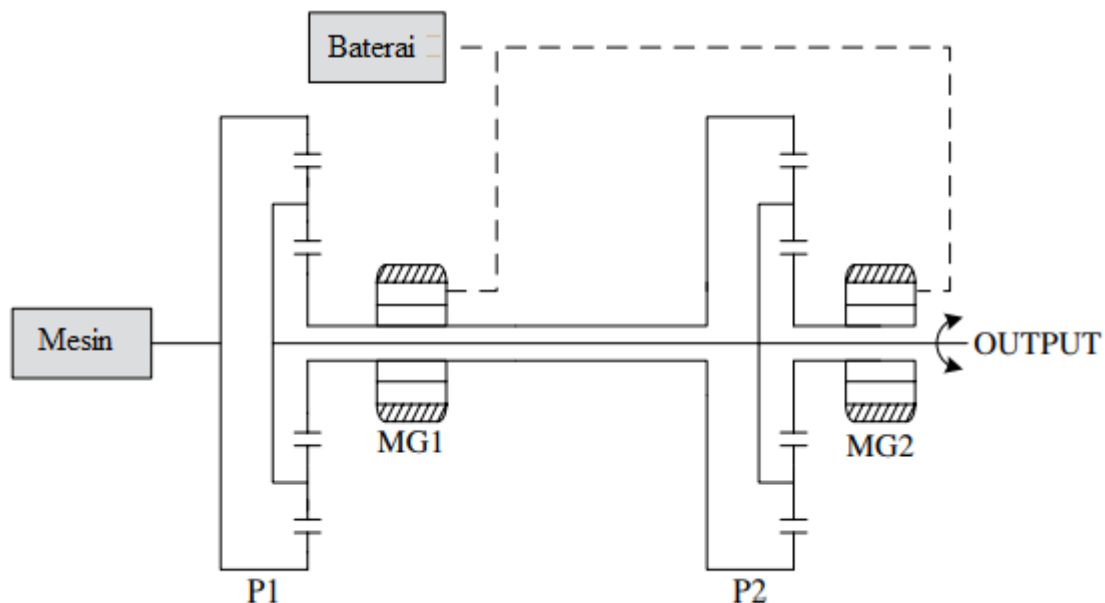 Baterai
Mesin
OUTPUT
MG1
MG2
P1
P2